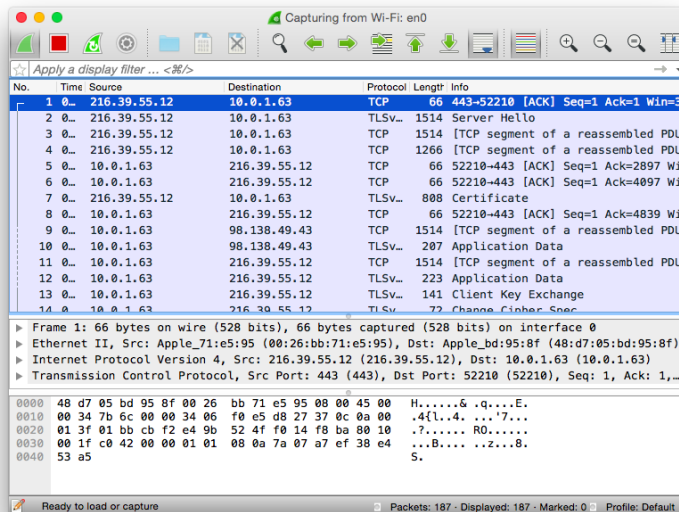 Capturing from Wi-Fi: en0
Apply a display filter ... <⌘/>
No. Time Source Destination Protocol Length Info
1 0… 216.39.55.12 10.0.1.63 TCP 66 443→52210 [ACK] Seq=1 Ack=1 Win=3
2 0… 216.39.55.12 10.0.1.63 TLSv… 1514 Server Hello
3 0… 216.39.55.12 10.0.1.63 TCP 1514 [TCP segment of a reassembled PDU
4 0… 216.39.55.12 10.0.1.63 TCP 1266 [TCP segment of a reassembled PDU
5 0… 10.0.1.63 216.39.55.12 TCP 66 52210→443 [ACK] Seq=1 Ack=2897 Wi
6 0… 10.0.1.63 216.39.55.12 TCP 66 52210→443 [ACK] Seq=1 Ack=4097 Wi
7 0… 216.39.55.12 10.0.1.63 TLSv… 808 Certificate
8 0… 10.0.1.63 216.39.55.12 TCP 66 52210→443 [ACK] Seq=1 Ack=4839 Wi
9 0… 10.0.1.63 98.138.49.43 TCP 1514 [TCP segment of a reassembled PDU
10 0… 10.0.1.63 98.138.49.43 TLSv… 207 Application Data
11 0… 10.0.1.63 216.39.55.12 TCP 1514 [TCP segment of a reassembled PDU
12 0… 10.0.1.63 216.39.55.12 TLSv… 223 Application Data
13 0… 10.0.1.63 216.39.55.12 TLSv… 141 Client Key Exchange
14 0… 10.0.1.63 216.39.55.12 TLSv… 72 Change Cipher Spec
Frame 1: 66 bytes on wire (528 bits), 66 bytes captured (528 bits) on interface 0
Ethernet II, Src: Apple_71:e5:95 (00:26:bb:71:e5:95), Dst: Apple_bd:95:8f (48:d7:05:bd:95:8f)
Internet Protocol Version 4, Src: 216.39.55.12 (216.39.55.12), Dst: 10.0.1.63 (10.0.1.63)
Transmission Control Protocol, Src Port: 443 (443), Dst Port: 52210 (52210), Seq: 1, Ack: 1,…
0000 48 d7 05 bd 95 8f 00 26 bb 71 e5 95 08 00 45 00 H......& .q....E.
0010 00 34 7b 6c 00 00 34 06 f0 e5 d8 27 37 0c 0a 00 .4{l..4. ...'7...
0020 01 3f 01 bb cb f2 e4 9b 52 4f f0 14 f8 ba 80 10 .?...... RO......
0030 00 1f c0 42 00 00 01 01 08 0a 7a 07 a7 ef 38 e4 ...B.... ..z...8.
0040 53 a5 S.
Ready to load or capture
Packets: 187 · Displayed: 187 · Marked: 0
Profile: Default